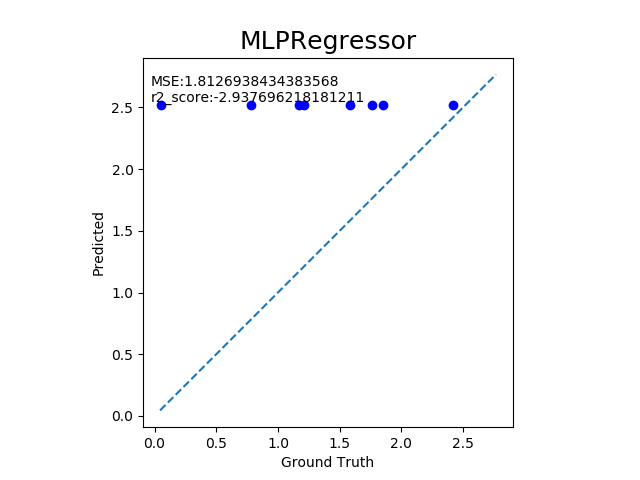 MLPRegressor
MSE:1.8126938434383568
r2_score:-2.937696218181211
2.5
2.0
1.5
1.0
0.5
0.0
Predicted
0.0 0.5 1.0 1.5 2.0 2.5
Ground Truth